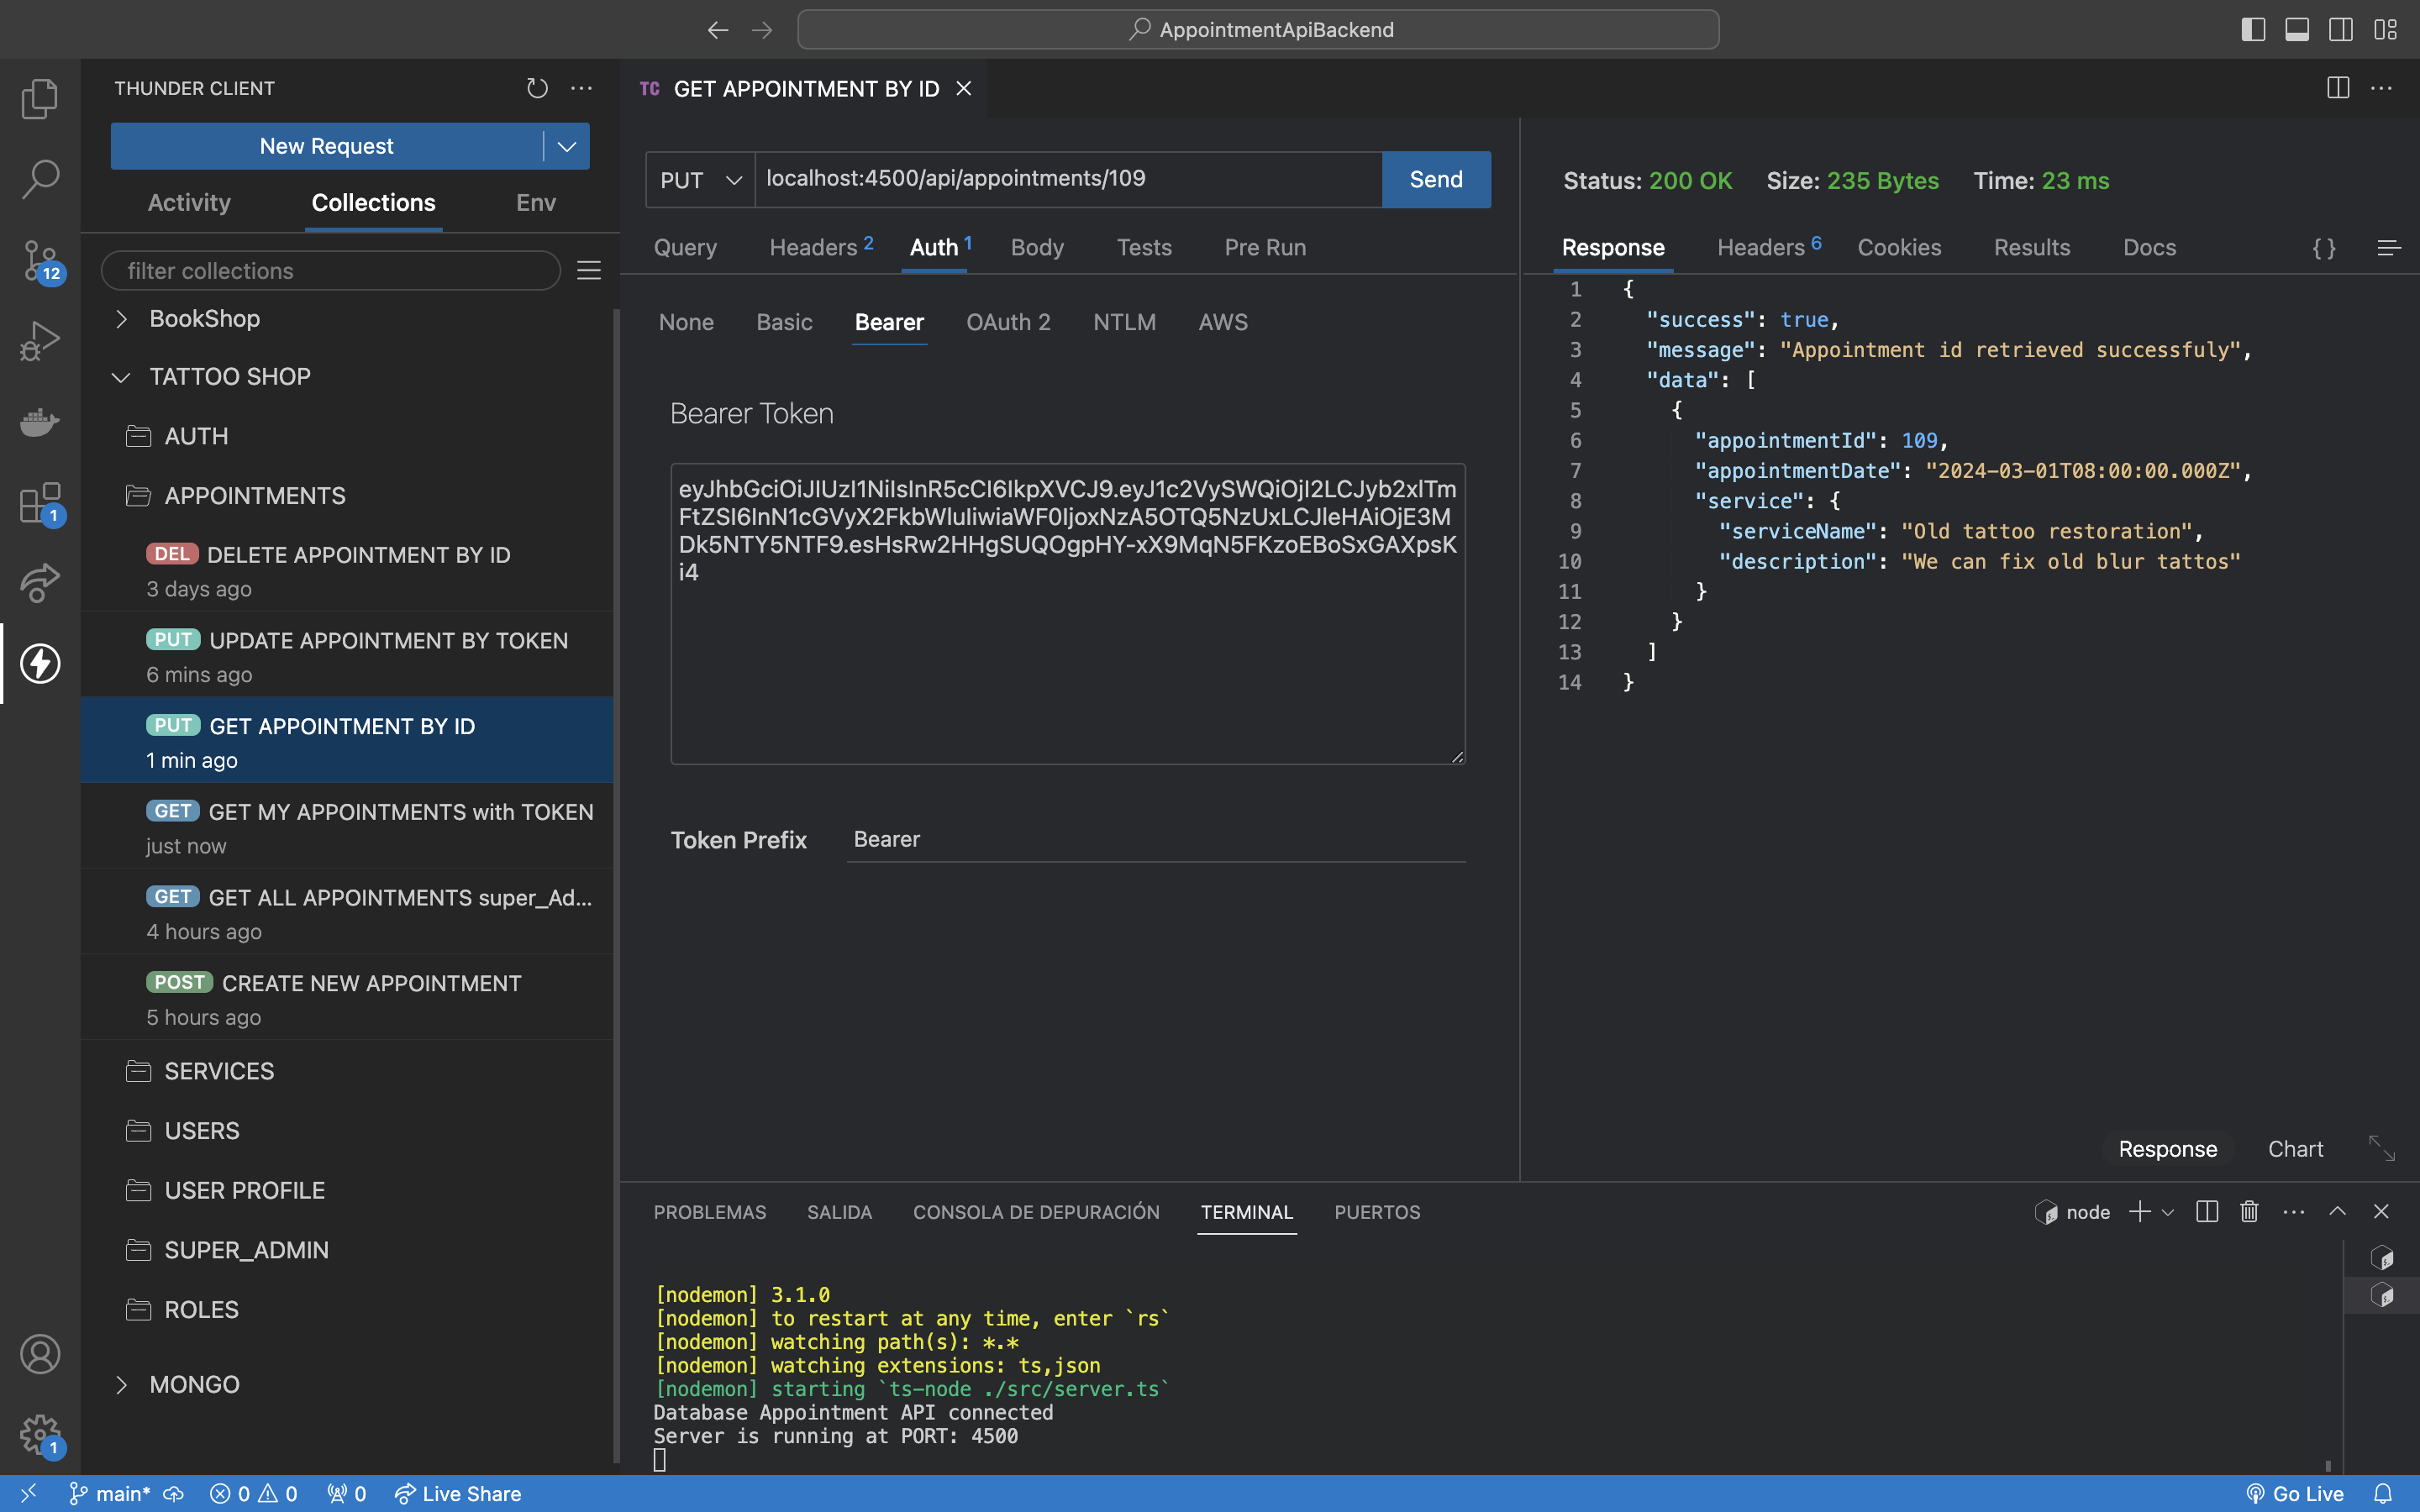 AppointmentApiBackend
THUNDER CLIENT
New Request
Activity Collections Env
filter collections
BookShop
TATTOO SHOP
AUTH
APPOINTMENTS
DEL DELETE APPOINTMENT BY ID
3 days ago
PUT UPDATE APPOINTMENT BY TOKEN
6 mins ago
PUT GET APPOINTMENT BY ID
1 min ago
GET GET MY APPOINTMENTS with TOKEN
just now
GET GET ALL APPOINTMENTS super_Ad...
4 hours ago
POST CREATE NEW APPOINTMENT
5 hours ago
SERVICES
USERS
USER PROFILE
SUPER_ADMIN
ROLES
MONGO
12
1
1
TC GET APPOINTMENT BY ID
PUT localhost:4500/api/appointments/109 Send
Query Headers 2 Auth 1 Body Tests Pre Run
None Basic Bearer OAuth 2 NTLM AWS
Bearer Token
i4
Token Prefix Bearer
Status: 200 OK Size: 235 Bytes Time: 23 ms
Response Headers 6 Cookies Results Docs {}
1 {
2 "success": true,
3 "message": "Appointment id retrieved successfuly",
4 "data": [
5 {
6 "appointmentId": 109,
7 "appointmentDate": "2024-03-01T08:00:00.000Z",
8 "service": {
9 "serviceName": "Old tattoo restoration",
10 "description": "We can fix old blur tattos"
11 }
12 }
13 ]
14 }
Response Chart
PROBLEMAS SALIDA CONSOLA DE DEPURACIÓN TERMINAL PUERTOS
node
[nodemon] 3.1.0
[nodemon] to restart at any time, enter `rs`
[nodemon] watching path(s): *.*
[nodemon] watching extensions: ts,json
[nodemon] starting `ts-node ./src/server.ts`
Database Appointment API connected
Server is running at PORT: 4500
main* 0 0 0 Live Share Go Live